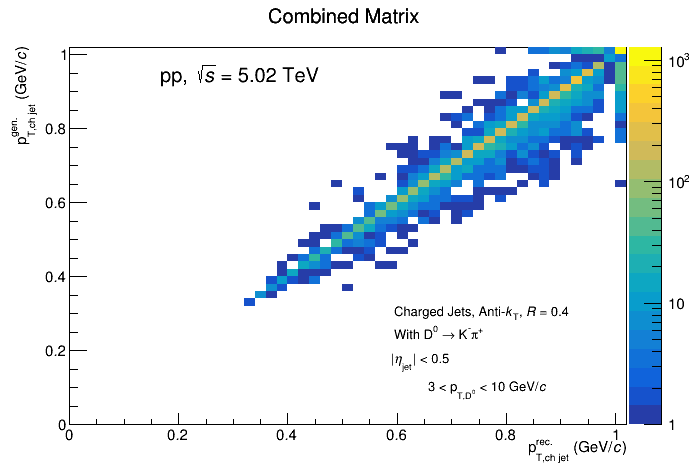 Combined Matrix
p^gen._T,ch jet (GeV/c)
pp, √s = 5.02 TeV
1
0.8
0.6
0.4
0.2
0
10³
10²
10
1
Charged Jets, Anti-k_T, R = 0.4
With D⁰ → K⁻π⁺
|η_jet| < 0.5
3 < p_T,D⁰ < 10 GeV/c
0 0.2 0.4 0.6 0.8 1
p^rec._T,ch jet (GeV/c)